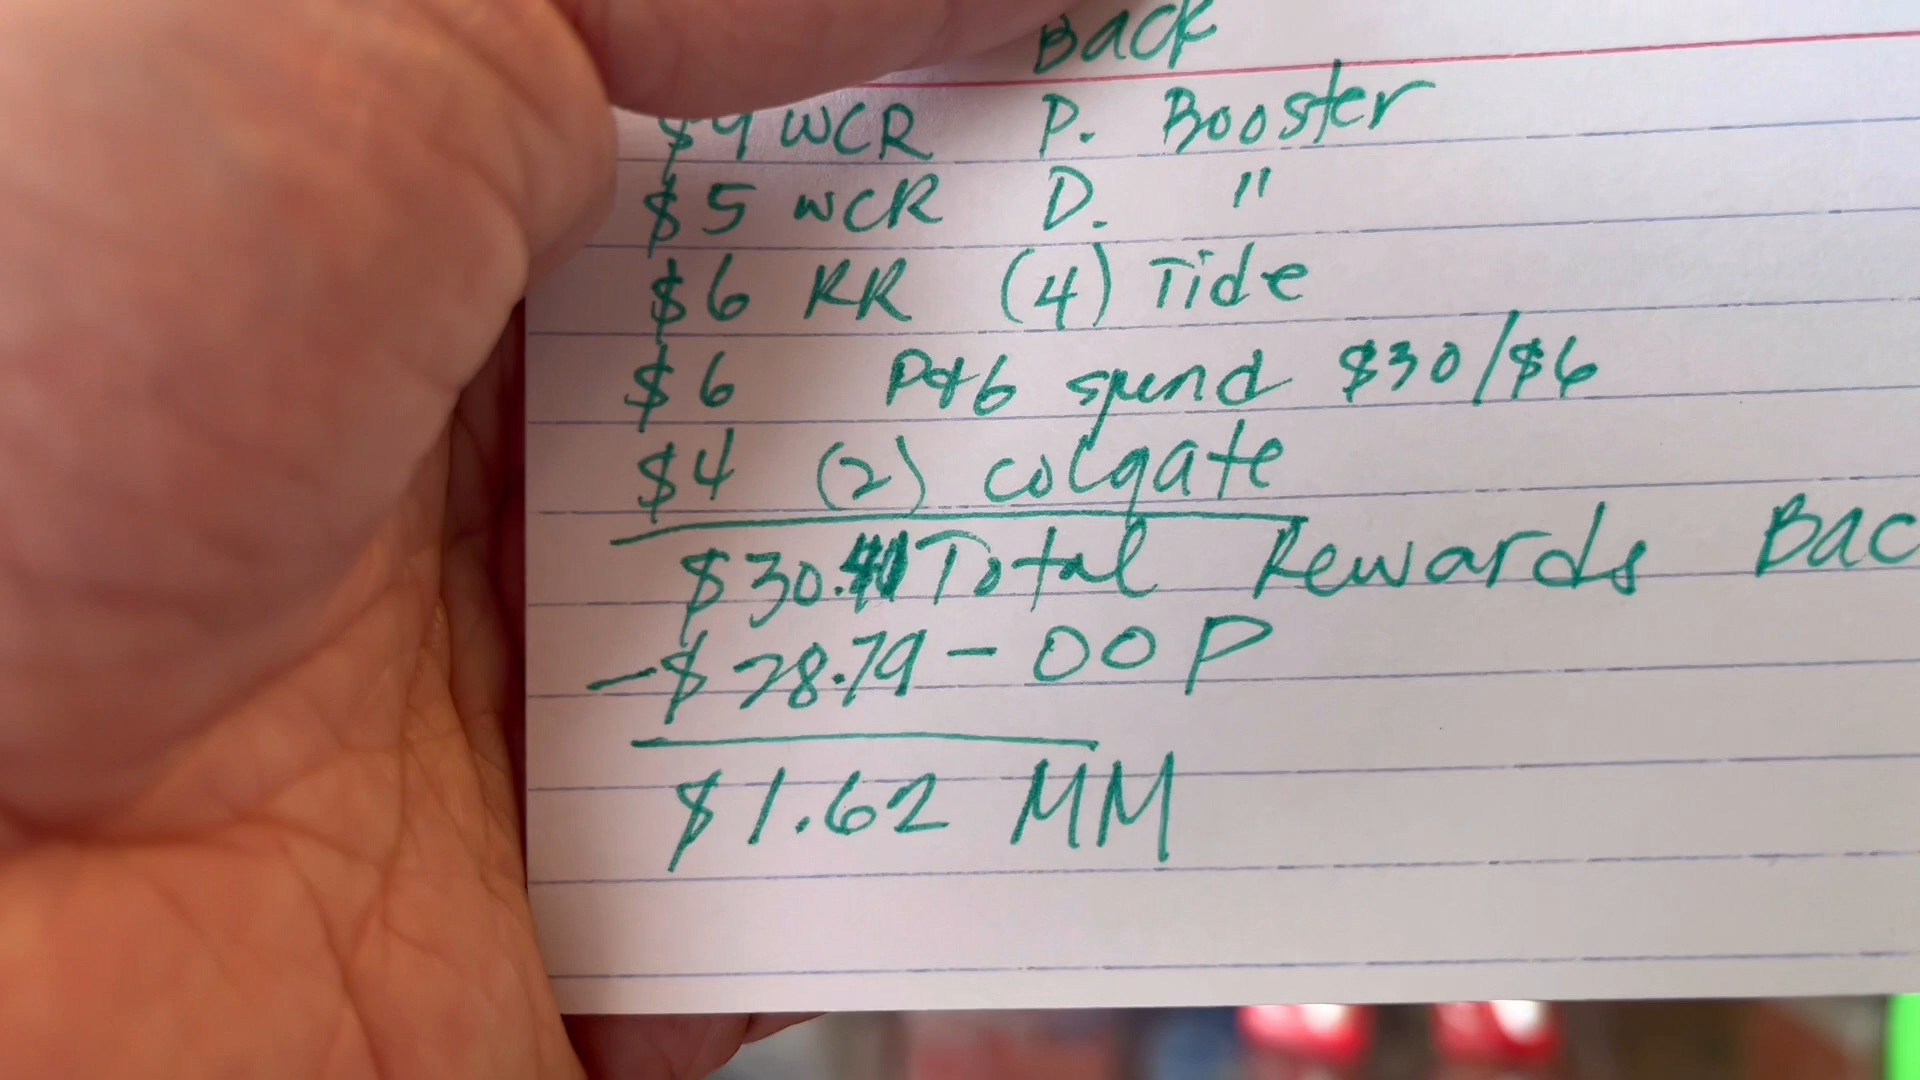 Back
$9 WCR P. Booster
$5 WCR D. "
$6 RR (4) Tide
$6 P&G spend $30/$6
$4 (2) colgate
$30.41 Total Rewards Bac
-$28.79 - OOP
$1.62 MM